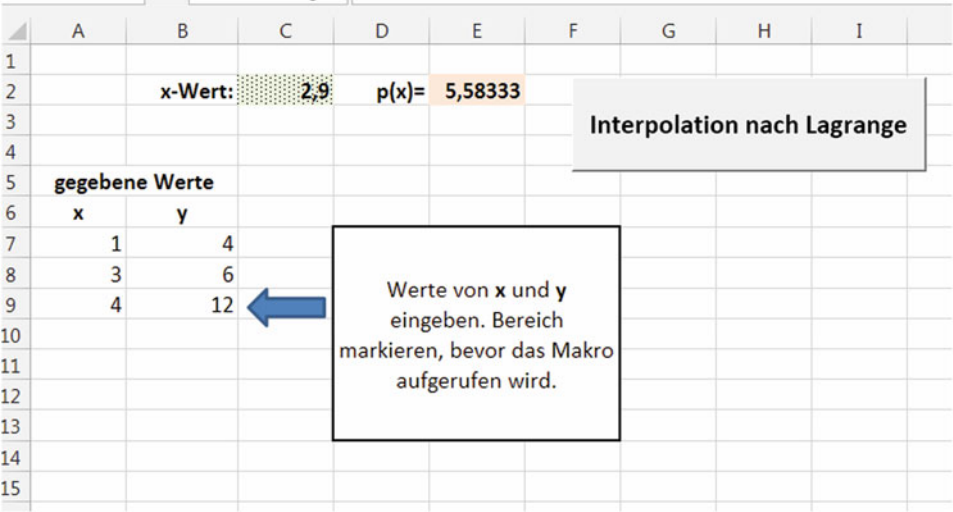 A B C D E F G H I
1
2 x-Wert: 2,9 p(x)= 5,58333
Interpolation nach Lagrange
3
4
5 gegebene Werte
6 x y
7 1 4
8 3 6
9 4 12
Werte von x und y
eingeben. Bereich
markieren, bevor das Makro
aufgerufen wird.
10
11
12
13
14
15